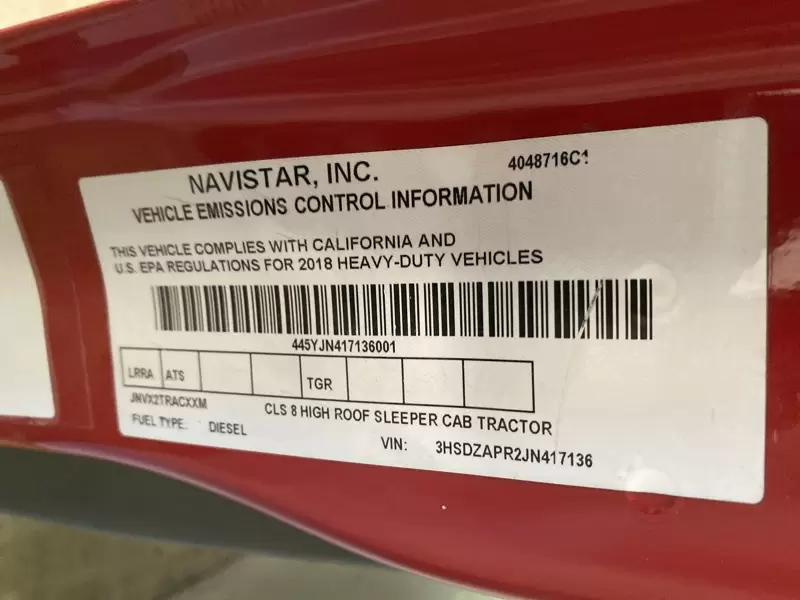 NAVISTAR, INC.
4048716C1
VEHICLE EMISSIONS CONTROL INFORMATION
THIS VEHICLE COMPLIES WITH CALIFORNIA AND
U.S. EPA REGULATIONS FOR 2018 HEAVY-DUTY VEHICLES
445YJN417136001
LRRA ATS TGR
JNVX2TRACXXM
CLS 8 HIGH ROOF SLEEPER CAB TRACTOR
FUEL TYPE: DIESEL
VIN: 3HSDZAPR2JN417136